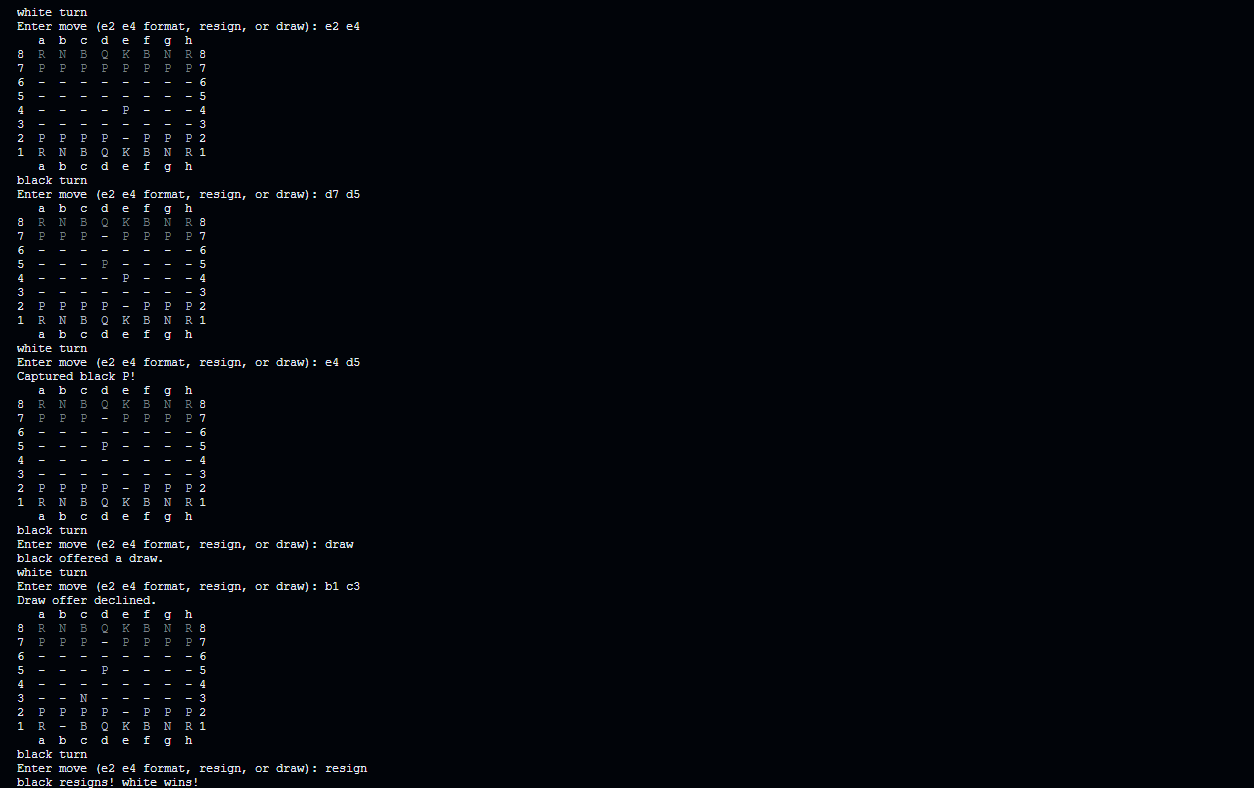 white turn
Enter move (e2 e4 format, resign, or draw): e2 e4
a b c d e f g h
8 R N B Q K B N R 8
7 P P P P P P P P 7
6 - - - - - - - - 6
5 - - - - - - - - 5
4 - - - - P - - - 4
3 - - - - - - - - 3
2 P P P P - P P P 2
1 R N B Q K B N R 1
a b c d e f g h
black turn
Enter move (e2 e4 format, resign, or draw): d7 d5
a b c d e f g h
8 R N B Q K B N R 8
7 P P P - P P P P 7
6 - - - - - - - - 6
5 - - - P - - - - 5
4 - - - - P - - - 4
3 - - - - - - - - 3
2 P P P P - P P P 2
1 R N B Q K B N R 1
a b c d e f g h
white turn
Enter move (e2 e4 format, resign, or draw): e4 d5
Captured black P!
a b c d e f g h
8 R N B Q K B N R 8
7 P P P - P P P P 7
6 - - - - - - - - 6
5 - - - P - - - - 5
4 - - - - - - - - 4
3 - - - - - - - - 3
2 P P P P - P P P 2
1 R N B Q K B N R 1
a b c d e f g h
black turn
Enter move (e2 e4 format, resign, or draw): draw
black offered a draw.
white turn
Enter move (e2 e4 format, resign, or draw): b1 c3
Draw offer declined.
a b c d e f g h
8 R N B Q K B N R 8
7 P P P - P P P P 7
6 - - - - - - - - 6
5 - - - P - - - - 5
4 - - - - - - - - 4
3 - - N - - - - - 3
2 P P P P - P P P 2
1 R - B Q K B N R 1
a b c d e f g h
black turn
Enter move (e2 e4 format, resign, or draw): resign
black resigns! white wins!